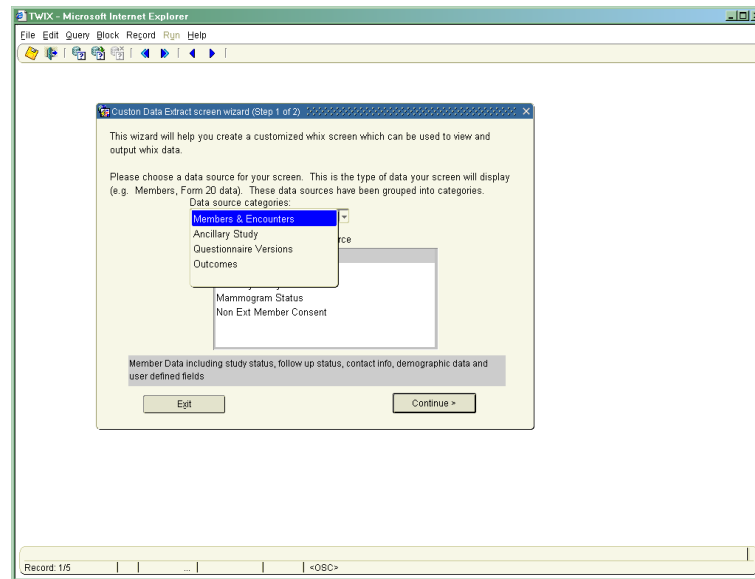 TWIX - Microsoft Internet Explorer
File Edit Query Block Record Run Help
Custon Data Extract screen wizard (Step 1 of 2)
This wizard will help you create a customized whix screen which can be used to view and
output whix data.
Please choose a data source for your screen. This is the type of data your screen will display
(e.g. Members, Form 20 data). These data sources have been grouped into categories.
Data source categories:
Members & Encounters
Ancillary Study
Questionnaire Versions
Outcomes
Mammogram Status
Non Ext Member Consent
Member Data including study status, follow up status, contact info, demographic data and
user defined fields
Exit
Continue >
Record: 1/5 ... <OSC>